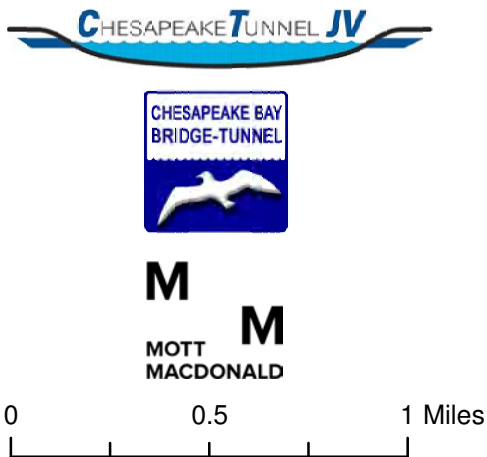 CHESAPEAKE TUNNEL JV
CHESAPEAKE BAY
BRIDGE-TUNNEL
M
M
MOTT
MACDONALD
0 0.5 1 Miles